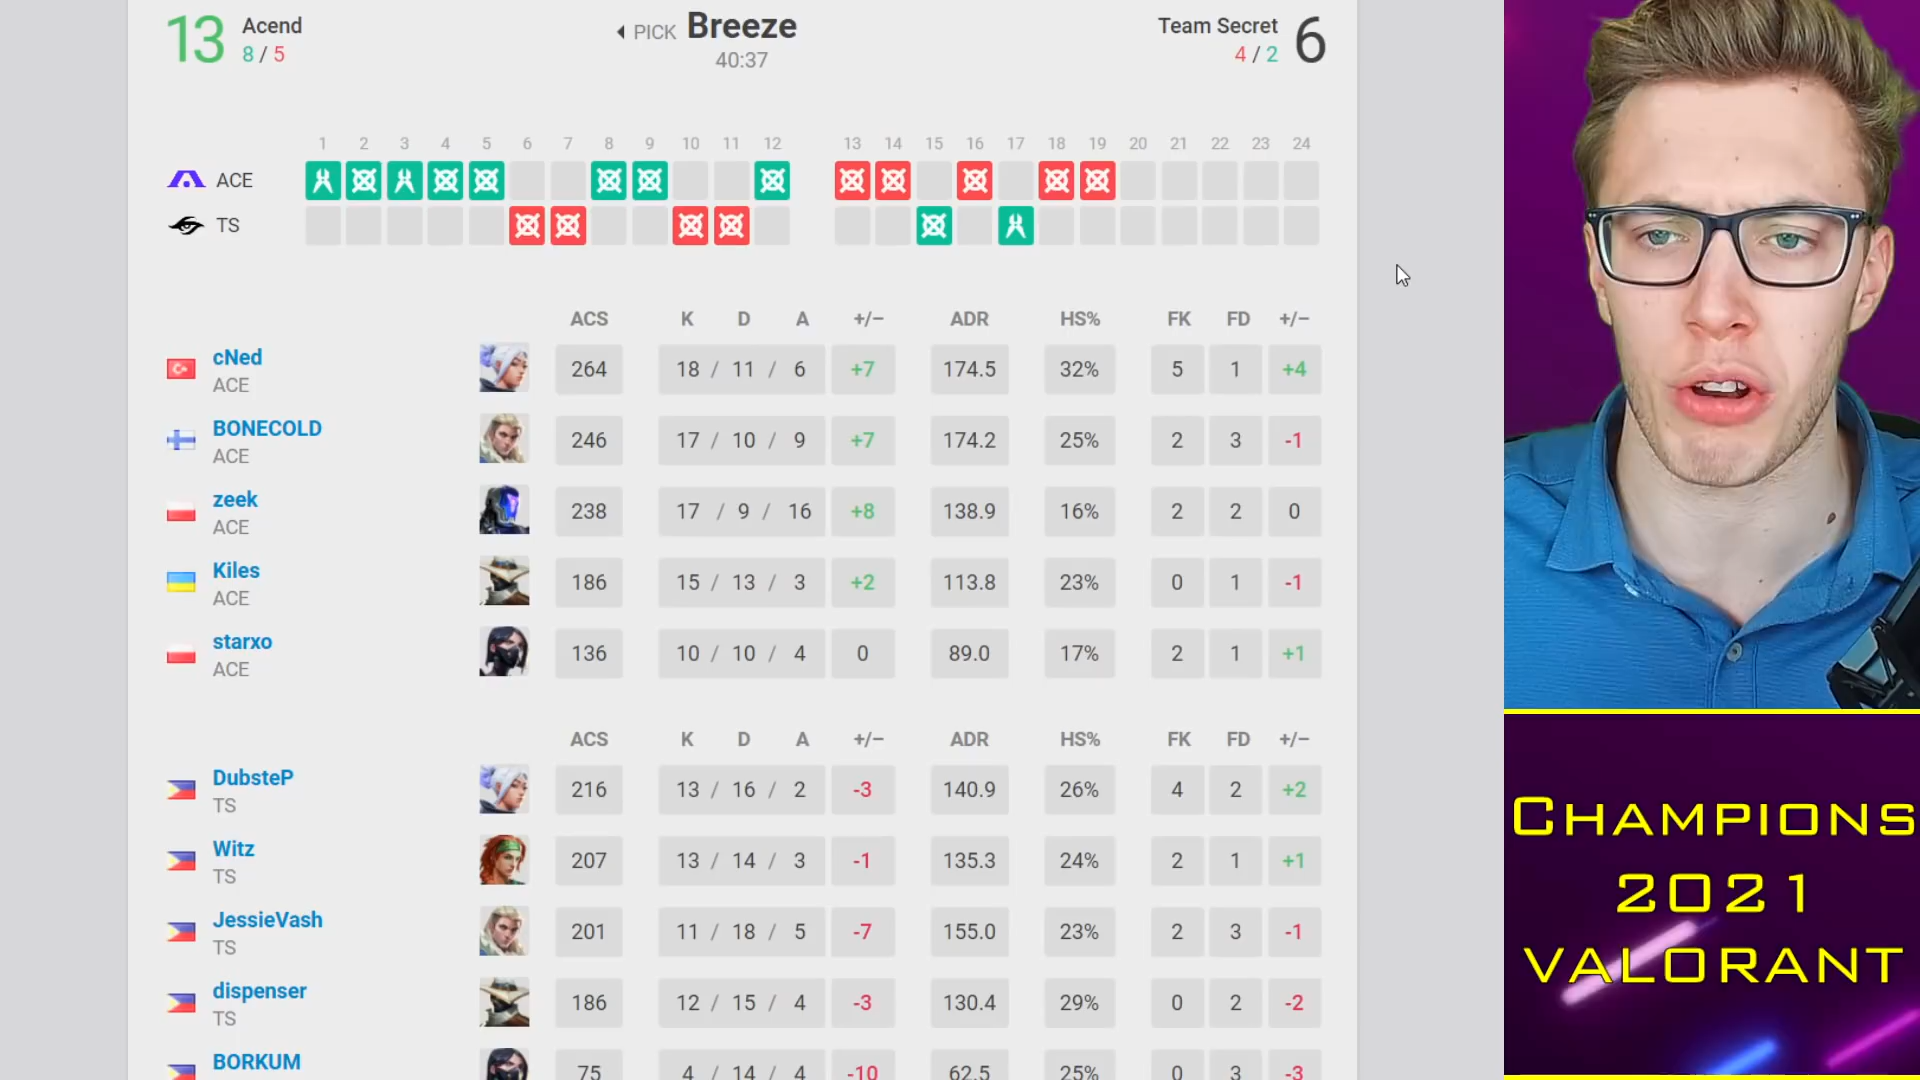 13 Acend 8 / 5 PICK Breeze 40:37 Team Secret 4 / 2 6
1 2 3 4 5 6 7 8 9 10 11 12 13 14 15 16 17 18 19 20 21 22 23 24
ACE
TS
ACS K D A +/– ADR HS% FK FD +/–
cNed ACE 264 18 / 11 / 6 +7 174.5 32% 5 1 +4
BONECOLD ACE 246 17 / 10 / 9 +7 174.2 25% 2 3 -1
zeek ACE 238 17 / 9 / 16 +8 138.9 16% 2 2 0
Kiles ACE 186 15 / 13 / 3 +2 113.8 23% 0 1 -1
starxo ACE 136 10 / 10 / 4 0 89.0 17% 2 1 +1
ACS K D A +/– ADR HS% FK FD +/–
DubsteP TS 216 13 / 16 / 2 -3 140.9 26% 4 2 +2
Witz TS 207 13 / 14 / 3 -1 135.3 24% 2 1 +1
JessieVash TS 201 11 / 18 / 5 -7 155.0 23% 2 3 -1
dispenser TS 186 12 / 15 / 4 -3 130.4 29% 0 2 -2
BORKUM 75 4 / 14 / 4 -10 62.5 25% 0 3 -3
CHAMPIONS
2021
VALORANT